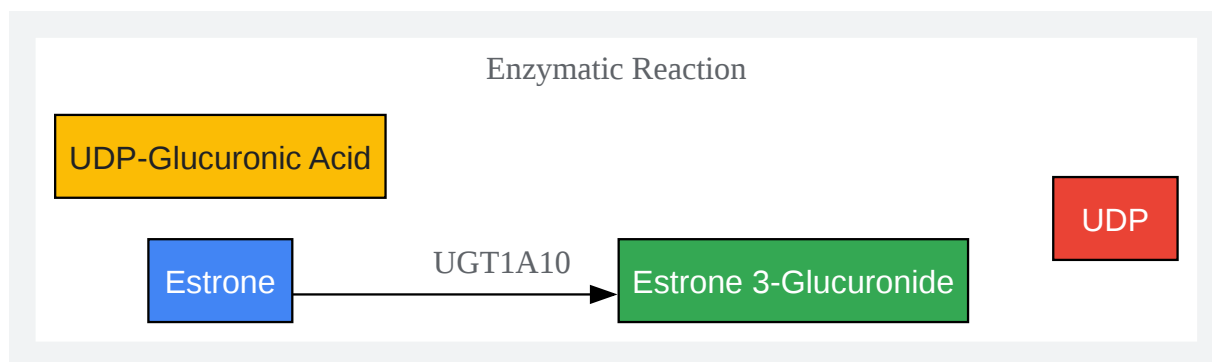 Enzymatic Reaction
UDP-Glucuronic Acid
UDP
Estrone
UGT1A10
Estrone 3-Glucuronide